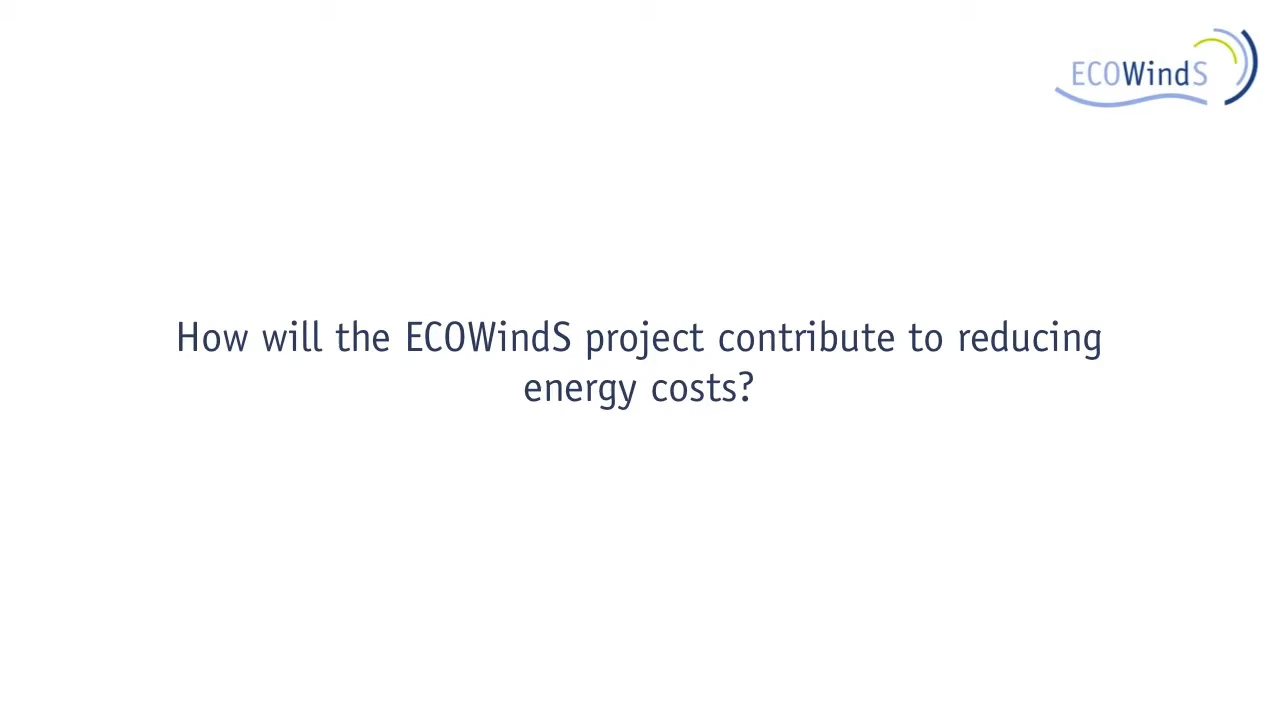 ECOWindS
How will the ECOWindS project contribute to reducing
energy costs?